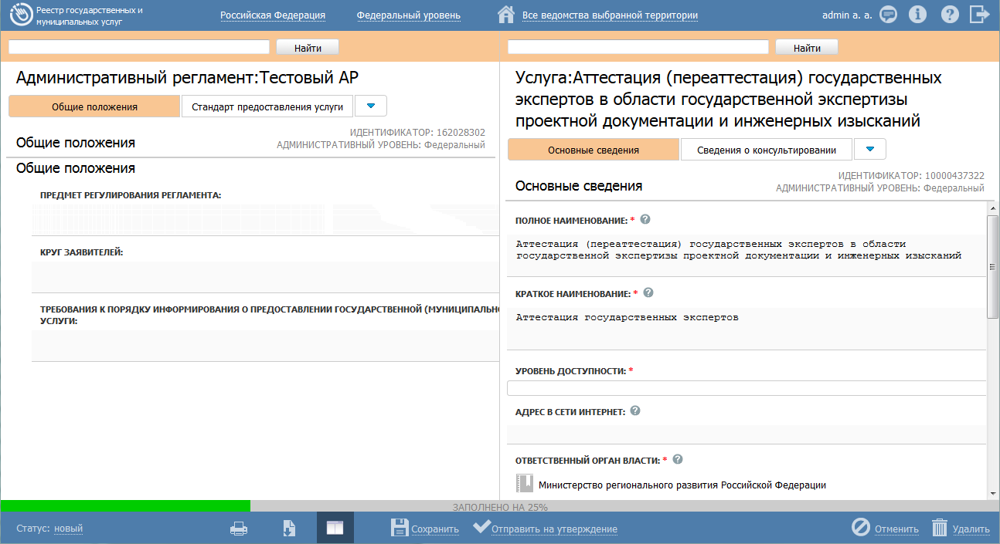 Реестр государственных и
муниципальных услуг
Российская Федерация
Федеральный уровень
Все ведомства выбранной территории
admin a. a.
Найти
Найти
Административный регламент:Тестовый АР
Общие положения
Стандарт предоставления услуги
ИДЕНТИФИКАТОР: 162028302
АДМИНИСТРАТИВНЫЙ УРОВЕНЬ: Федеральный
Общие положения
Общие положения
ПРЕДМЕТ РЕГУЛИРОВАНИЯ РЕГЛАМЕНТА:
КРУГ ЗАЯВИТЕЛЕЙ:
ТРЕБОВАНИЯ К ПОРЯДКУ ИНФОРМИРОВАНИЯ О ПРЕДОСТАВЛЕНИИ ГОСУДАРСТВЕННОЙ (МУНИЦИПАЛЬНО
УСЛУГИ:
Услуга:Аттестация (переаттестация) государственных
экспертов в области государственной экспертизы
проектной документации и инженерных изысканий
Основные сведения
Сведения о консультировании
ИДЕНТИФИКАТОР: 10000437322
АДМИНИСТРАТИВНЫЙ УРОВЕНЬ: Федеральный
Основные сведения
ПОЛНОЕ НАИМЕНОВАНИЕ: * ?
Аттестация (переаттестация) государственных экспертов в области
государственной экспертизы проектной документации и инженерных изысканий
КРАТКОЕ НАИМЕНОВАНИЕ: * ?
Аттестация государственных экспертов
УРОВЕНЬ ДОСТУПНОСТИ: *
АДРЕС В СЕТИ ИНТЕРНЕТ: ?
ОТВЕТСТВЕННЫЙ ОРГАН ВЛАСТИ: * ?
Министерство регионального развития Российской Федерации
ЗАПОЛНЕНО НА 25%
Статус: новый
Сохранить
Отправить на утверждение
Отменить
Удалить